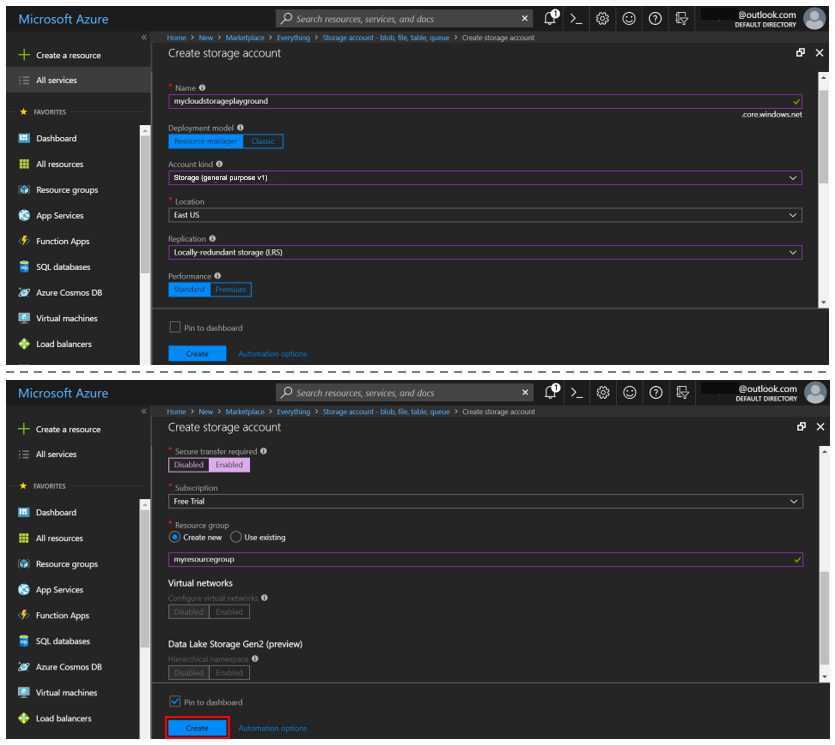 Microsoft Azure
Search resources, services, and docs
@outlook.com
DEFAULT DIRECTORY
Home > New > Marketplace > Everything > Storage account - blob, file, table, queue > Create storage account
Create a resource
All services
FAVORITES
Dashboard
All resources
Resource groups
App Services
Function Apps
SQL databases
Azure Cosmos DB
Virtual machines
Load balancers
Create storage account
* Name
mycloudstorageplayground
.core.windows.net
Deployment model
Resource manager Classic
Account kind
Storage (general purpose v1)
* Location
East US
Replication
Locally-redundant storage (LRS)
Performance
Standard Premium
Pin to dashboard
Create Automation options
Microsoft Azure
Search resources, services, and docs
@outlook.com
DEFAULT DIRECTORY
Home > New > Marketplace > Everything > Storage account - blob, file, table, queue > Create storage account
Create a resource
All services
FAVORITES
Dashboard
All resources
Resource groups
App Services
Function Apps
SQL databases
Azure Cosmos DB
Virtual machines
Load balancers
Create storage account
* Secure transfer required
Disabled Enabled
* Subscription
Free Trial
* Resource group
Create new Use existing
myresourcegroup
Virtual networks
Configure virtual networks
Disabled Enabled
Data Lake Storage Gen2 (preview)
Hierarchical namespace
Disabled Enabled
Pin to dashboard
Create Automation options